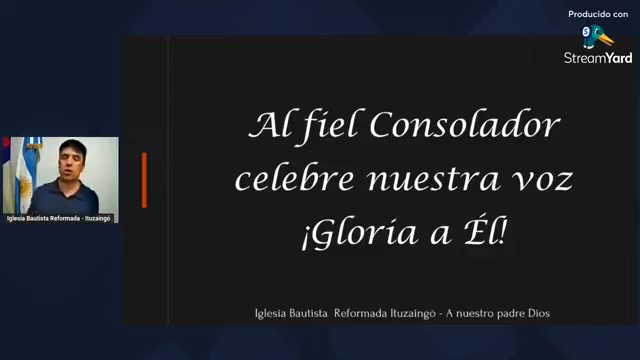 Producido con
StreamYard
Al fiel Consolador
celebre nuestra voz
¡Gloria a Él!
Iglesia Bautista Reformada - Ituzaingó
Iglesia Bautista Reformada Ituzaingò - A nuestro padre Dios